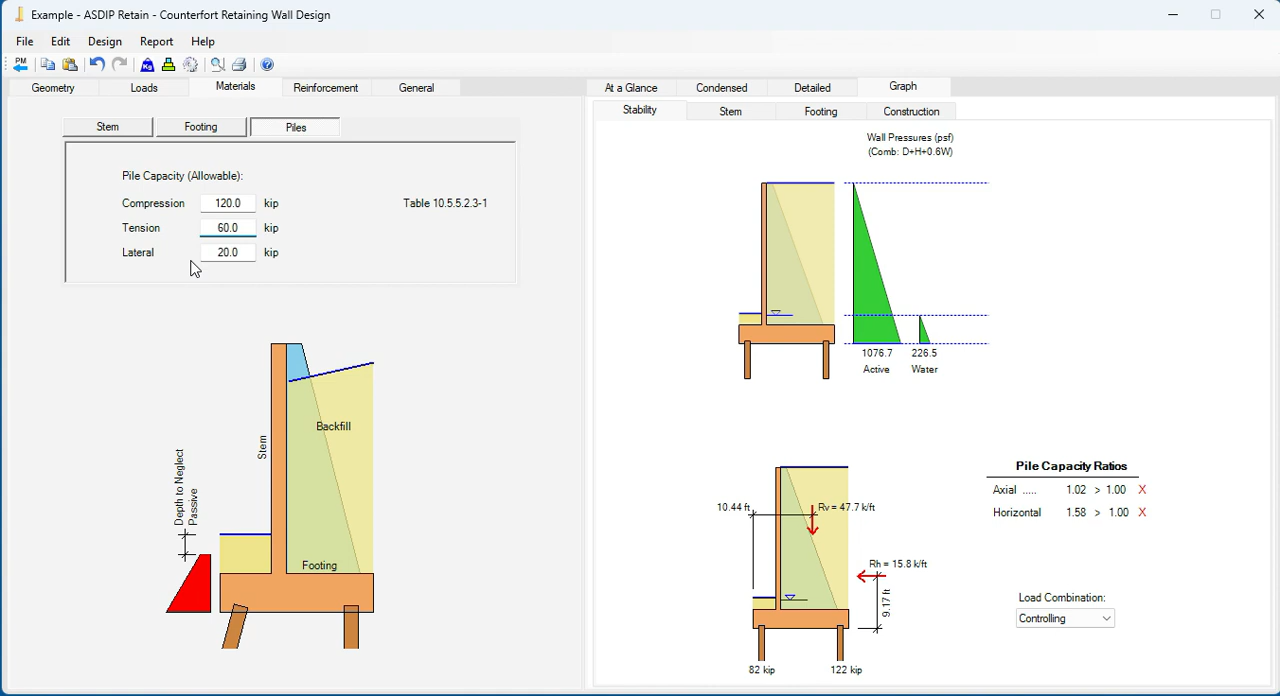 Example - ASDIP Retain - Counterfort Retaining Wall Design
File Edit Design Report Help
PM
Kg
Geometry Loads Materials Reinforcement General
At a Glance Condensed Detailed Graph
Stability Stem Footing Construction
Stem Footing Piles
Pile Capacity (Allowable):
Compression 120.0 kip Table 10.5.5.2.3-1
Tension 60.0 kip
Lateral 20.0 kip
Depth to Neglect
Passive
Stem
Backfill
Footing
Wall Pressures (psf)
(Comb: D+H+0.6W)
1076.7 226.5
Active Water
10.44 ft
Rv = 47.7 k/ft
Rh = 15.8 k/ft
9.17 ft
82 kip 122 kip
Pile Capacity Ratios
Axial ..... 1.02 > 1.00 X
Horizontal 1.58 > 1.00 X
Load Combination:
Controlling